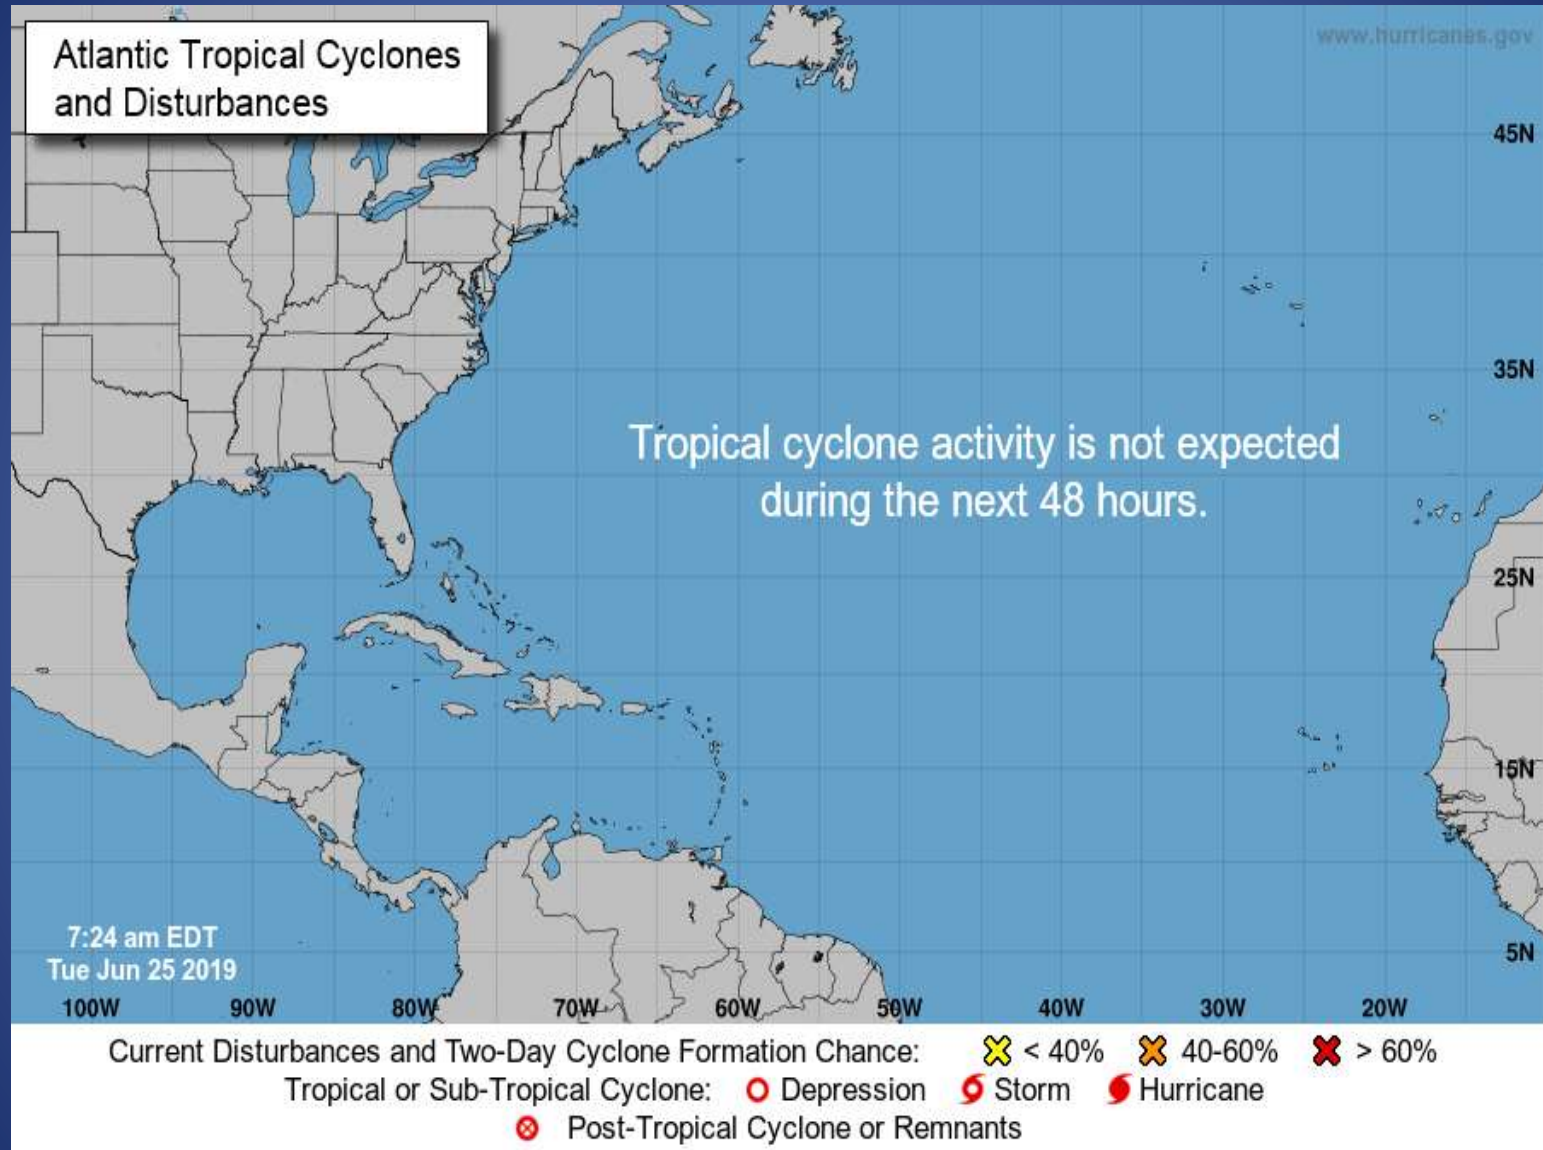 Atlantic Tropical Cyclones
and Disturbances
www.hurricanes.gov
45N
35N
Tropical cyclone activity is not expected
during the next 48 hours.
25N
15N
7:24 am EDT
Tue Jun 25 2019
5N
100W 90W 80W 70W 60W 50W 40W 30W 20W
Current Disturbances and Two-Day Cyclone Formation Chance: < 40% 40-60% > 60%
Tropical or Sub-Tropical Cyclone: Depression Storm Hurricane
Post-Tropical Cyclone or Remnants